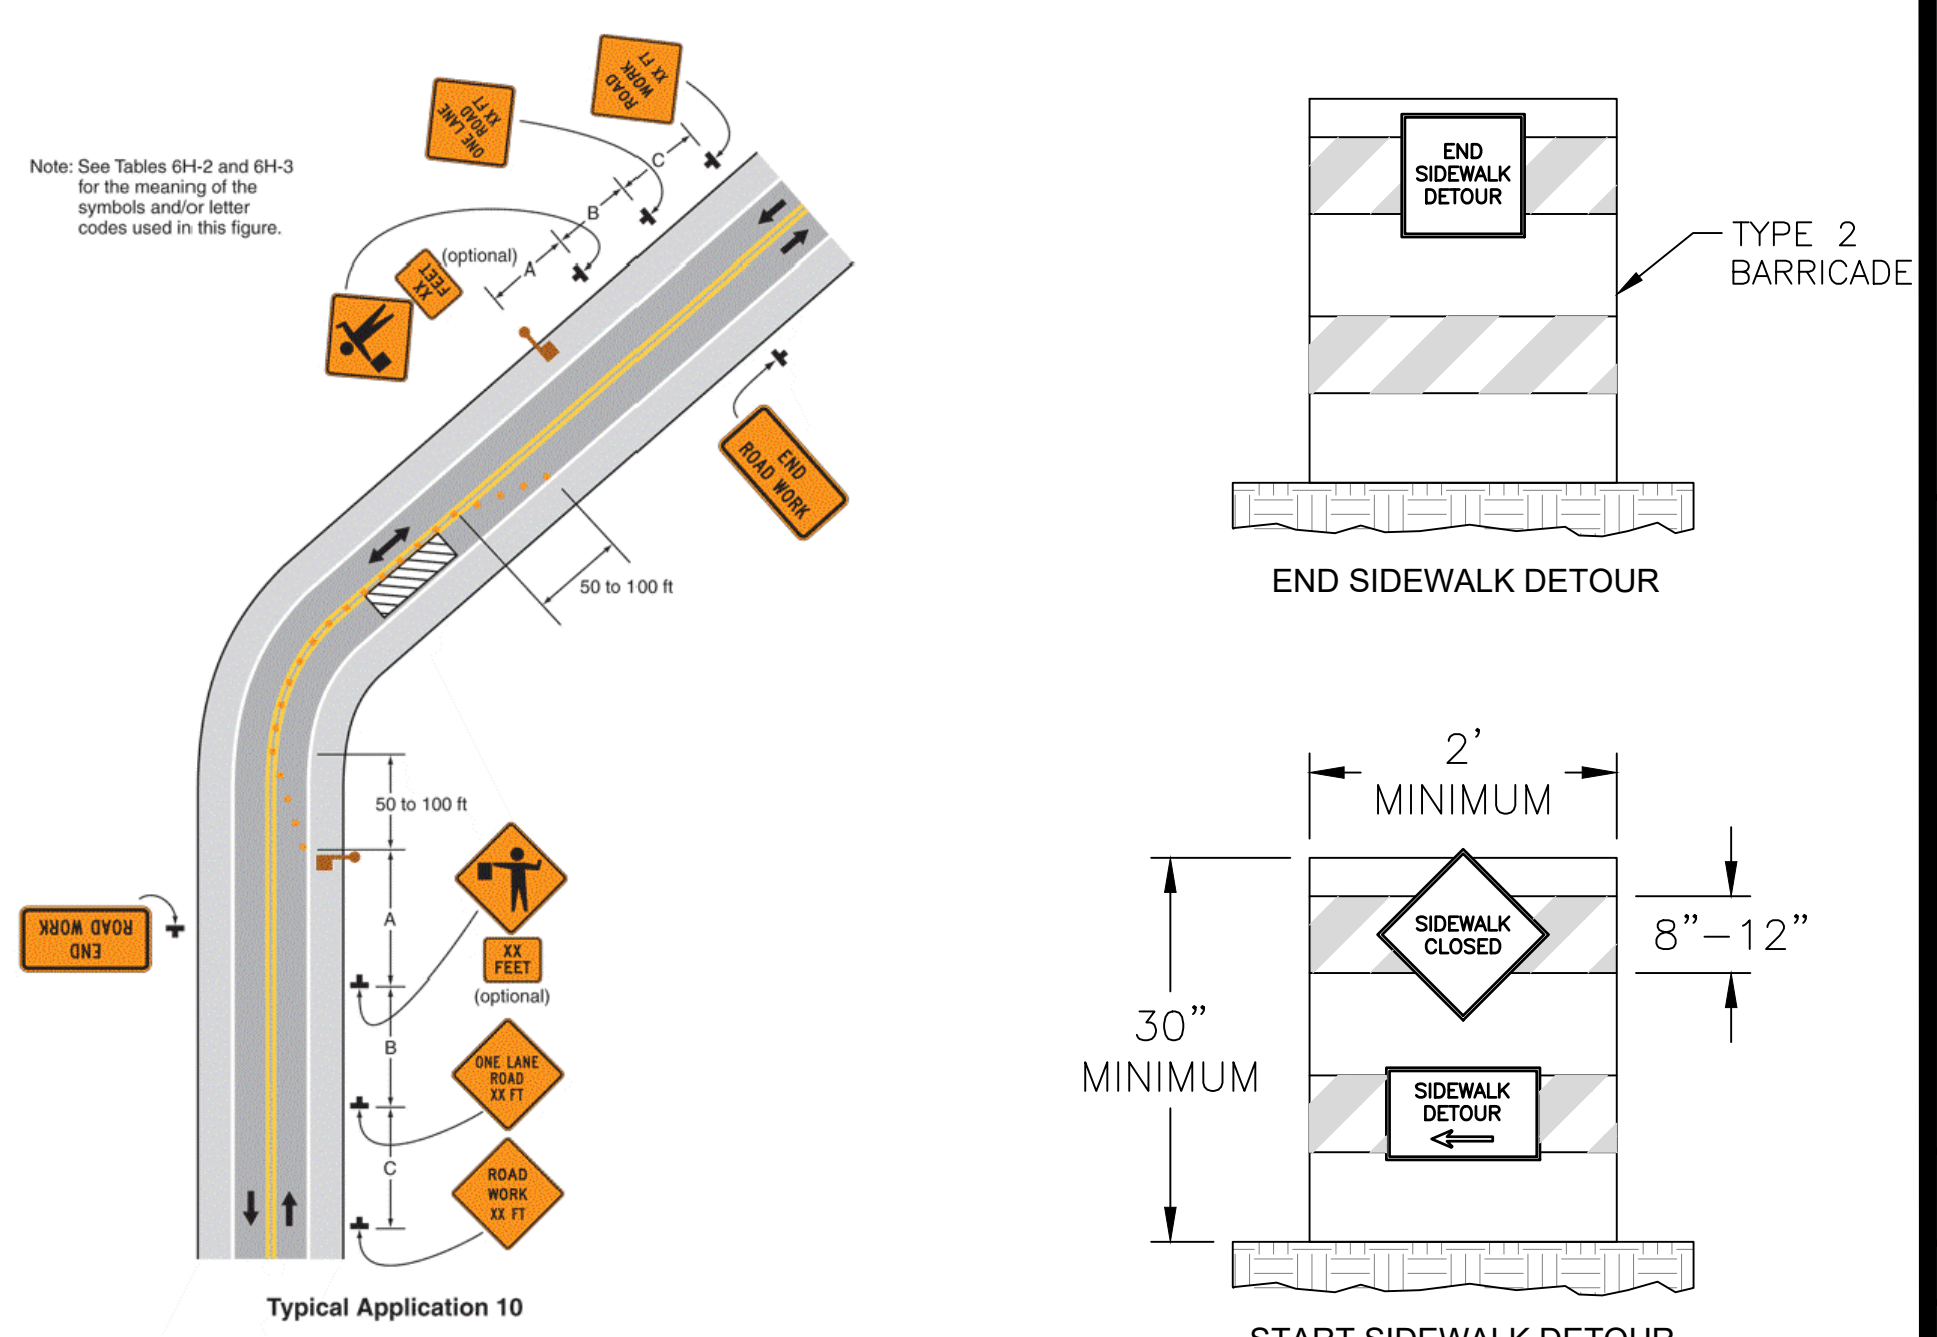 ROAD
WORK
XX FT
ONE LANE
ROAD
XX FT
C
B
(optional)
A
XX
FEET
Note: See Tables 6H-2 and 6H-3
for the meaning of the
symbols and/or letter
codes used in this figure.
END
ROAD WORK
50 to 100 ft
50 to 100 ft
A
XX
FEET
(optional)
END
ROAD WORK
B
ONE LANE
ROAD
XX FT
C
ROAD
WORK
XX FT
Typical Application 10
END
SIDEWALK
DETOUR
TYPE 2
BARRICADE
END SIDEWALK DETOUR
2'
MINIMUM
SIDEWALK
CLOSED
8"-12"
30"
MINIMUM
SIDEWALK
DETOUR
START SIDEWALK DETOUR